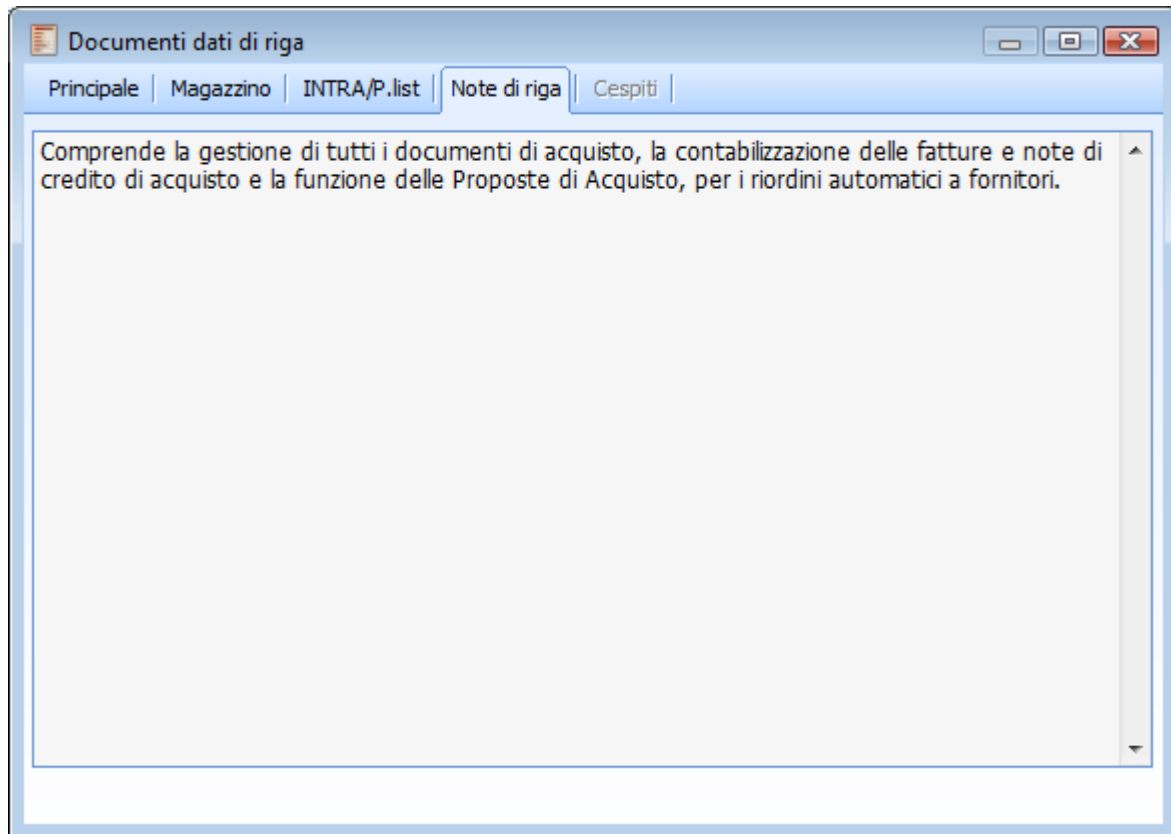 Documenti dati di riga
Principale Magazzino INTRA/P.list Note di riga Cespiti
Comprende la gestione di tutti i documenti di acquisto, la contabilizzazione delle fatture e note di
credito di acquisto e la funzione delle Proposte di Acquisto, per i riordini automatici a fornitori.